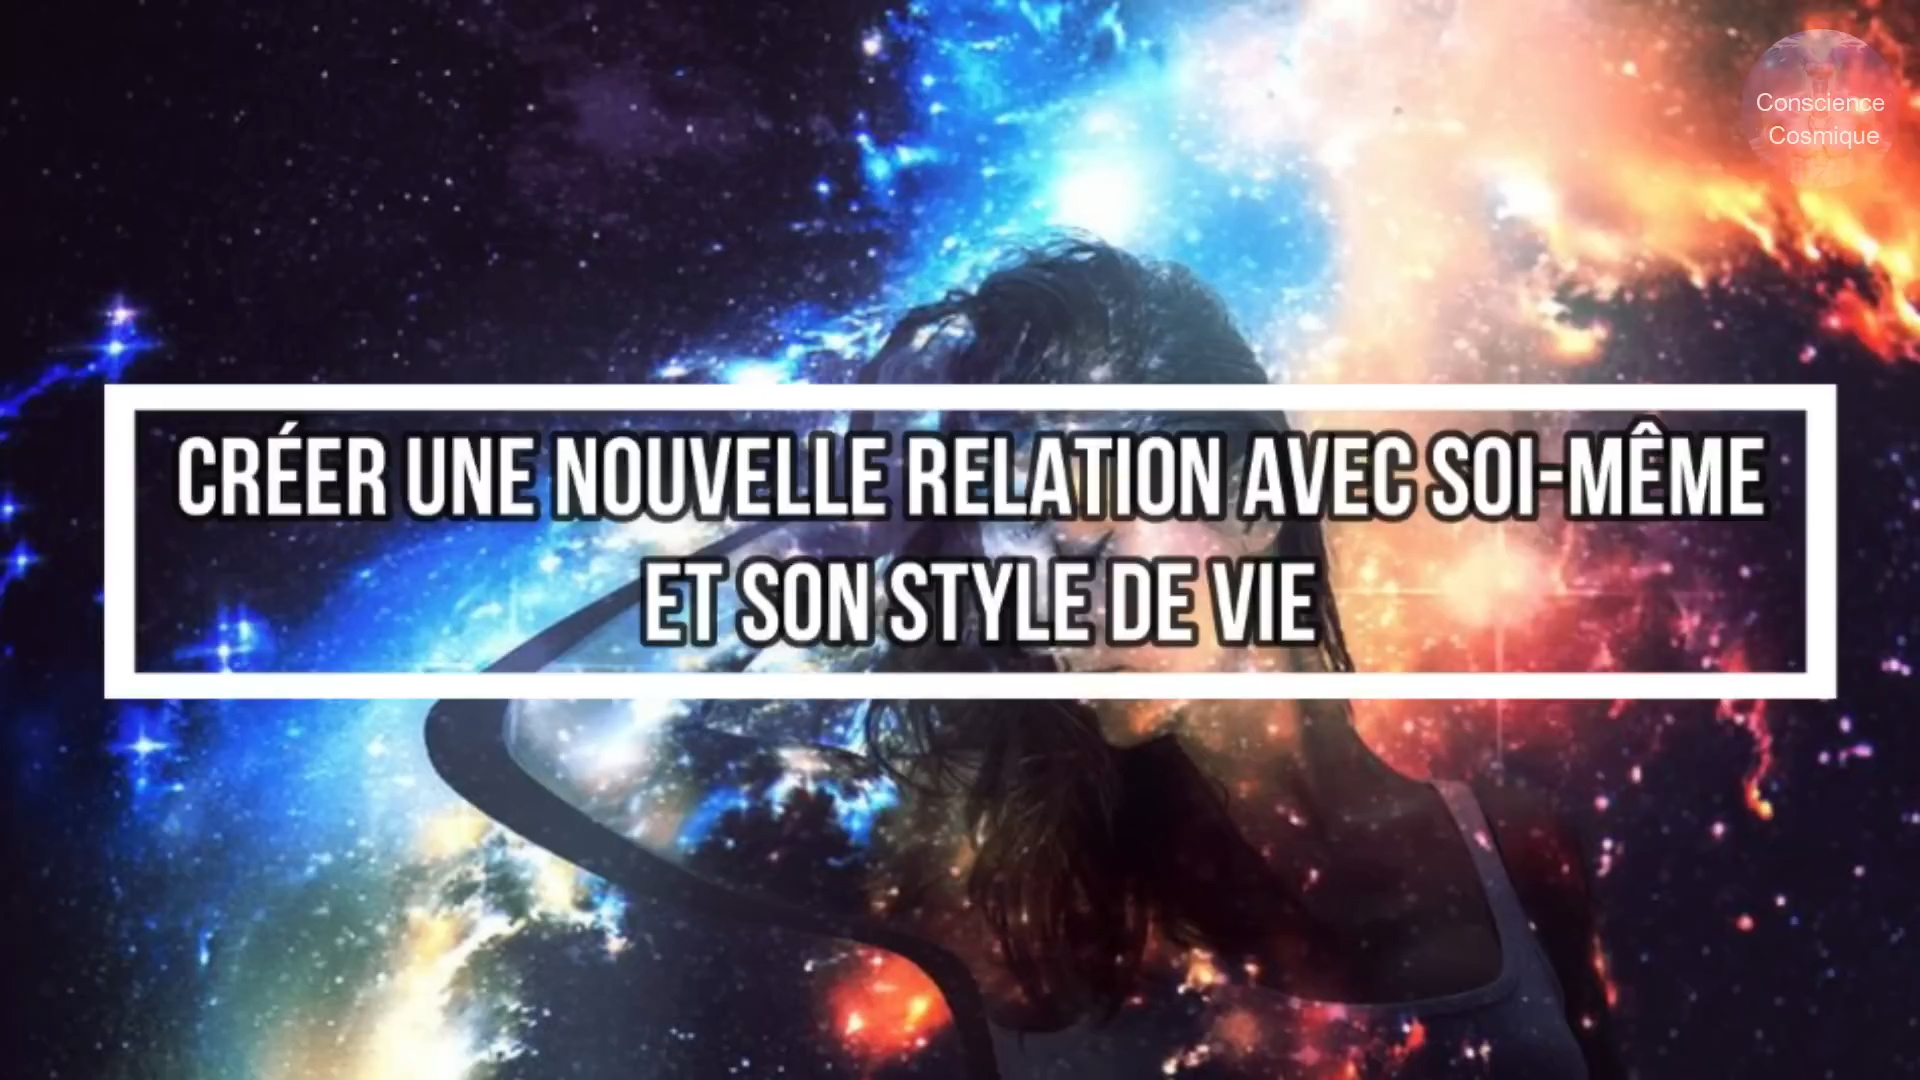 Conscience
Cosmique
CRÉER UNE NOUVELLE RELATION AVEC SOI-MÊME
ET SON STYLE DE VIE